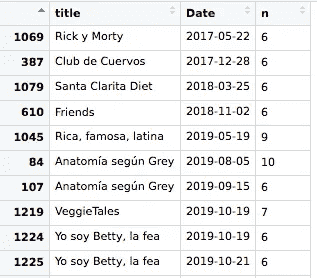 title Date n
1069 Rick y Morty 2017-05-22 6
387 Club de Cuervos 2017-12-28 6
1079 Santa Clarita Diet 2018-03-25 6
610 Friends 2018-11-02 6
1045 Rica, famosa, latina 2019-05-19 9
84 Anatomía según Grey 2019-08-05 10
107 Anatomía según Grey 2019-09-15 6
1219 VeggieTales 2019-10-19 7
1224 Yo soy Betty, la fea 2019-10-19 6
1225 Yo soy Betty, la fea 2019-10-21 6